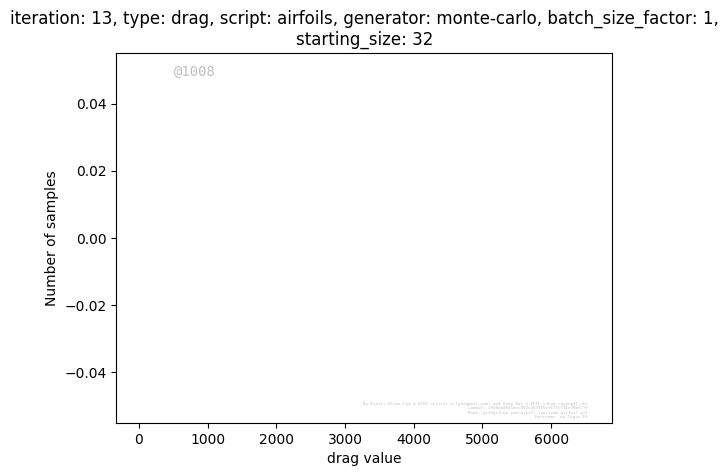 iteration: 13, type: drag, script: airfoils, generator: monte-carlo, batch_size_factor: 1,
starting_size: 32
@1008
0.04
0.02
0.00
−0.02
−0.04
Number of samples
0 1000 2000 3000 4000 5000 6000
drag value